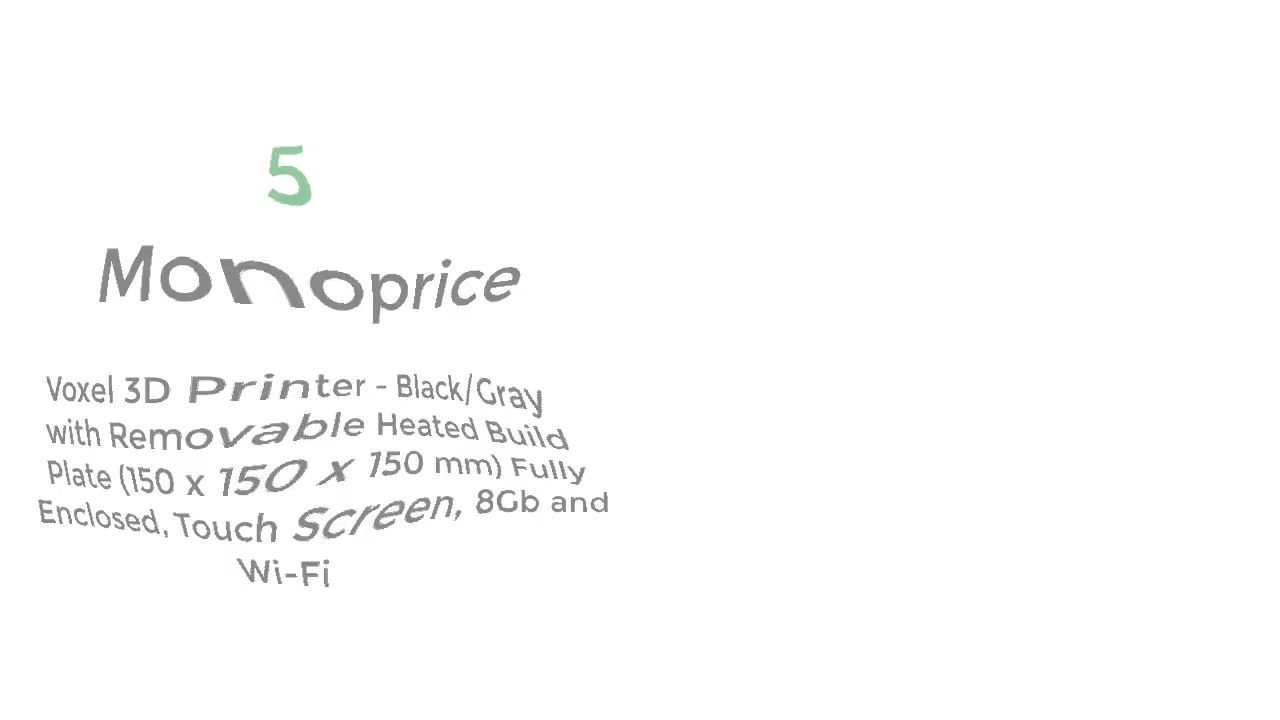 5
Monoprice
Voxel 3D Printer - Black/Gray
with Removable Heated Build
Plate (150 x 150 x 150 mm) Fully
Enclosed, Touch Screen, 8Gb and
Wi-Fi